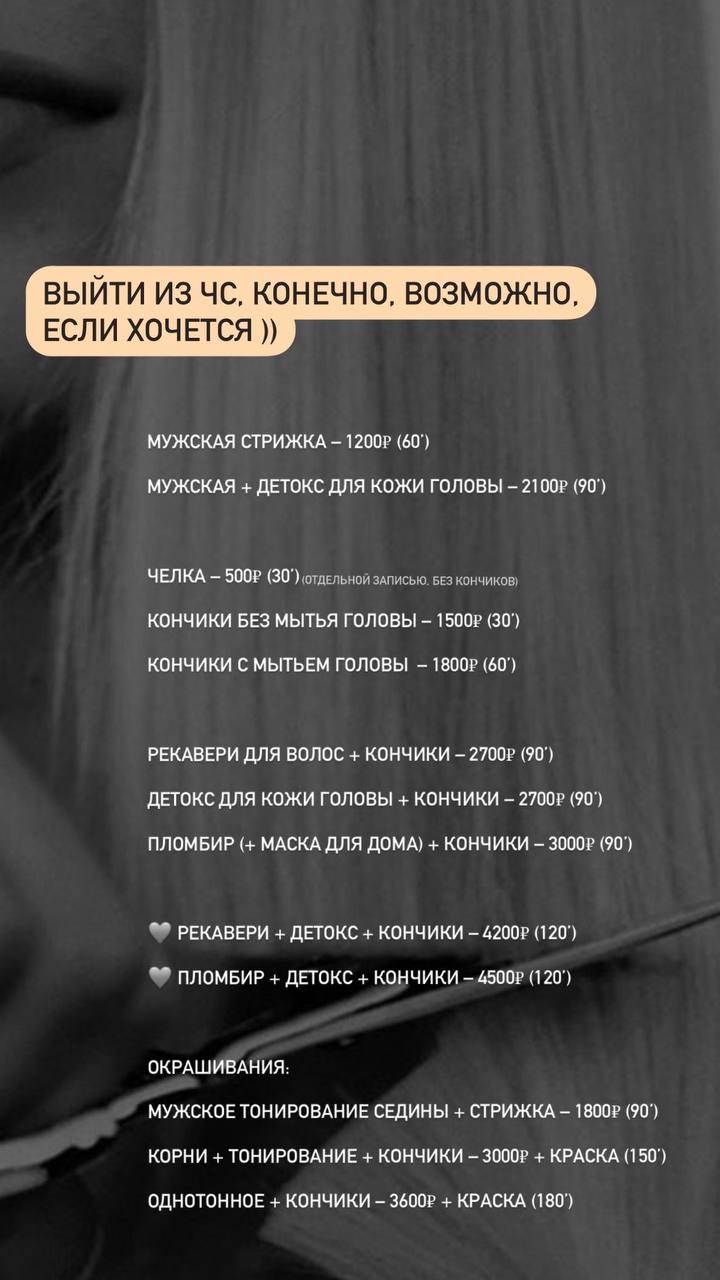 ВЫЙТИ ИЗ ЧС, КОНЕЧНО, ВОЗМОЖНО,
ЕСЛИ ХОЧЕТСЯ ))
МУЖСКАЯ СТРИЖКА – 1200₽ (60’)
МУЖСКАЯ + ДЕТОКС ДЛЯ КОЖИ ГОЛОВЫ – 2100₽ (90’)
ЧЕЛКА – 500₽ (30’) (ОТДЕЛЬНОЙ ЗАПИСЬЮ, БЕЗ КОНЧИКОВ)
КОНЧИКИ БЕЗ МЫТЬЯ ГОЛОВЫ – 1500₽ (30’)
КОНЧИКИ С МЫТЬЕМ ГОЛОВЫ – 1800₽ (60’)
РЕКАВЕРИ ДЛЯ ВОЛОС + КОНЧИКИ – 2700₽ (90’)
ДЕТОКС ДЛЯ КОЖИ ГОЛОВЫ + КОНЧИКИ – 2700₽ (90’)
ПЛОМБИР (+ МАСКА ДЛЯ ДОМА) + КОНЧИКИ – 3000₽ (90’)
🩶 РЕКАВЕРИ + ДЕТОКС + КОНЧИКИ – 4200₽ (120’)
🩶 ПЛОМБИР + ДЕТОКС + КОНЧИКИ – 4500₽ (120’)
ОКРАШИВАНИЯ:
МУЖСКОЕ ТОНИРОВАНИЕ СЕДИНЫ + СТРИЖКА – 1800₽ (90’)
КОРНИ + ТОНИРОВАНИЕ + КОНЧИКИ – 3000₽ + КРАСКА (150’)
ОДНОТОННОЕ + КОНЧИКИ – 3600₽ + КРАСКА (180’)